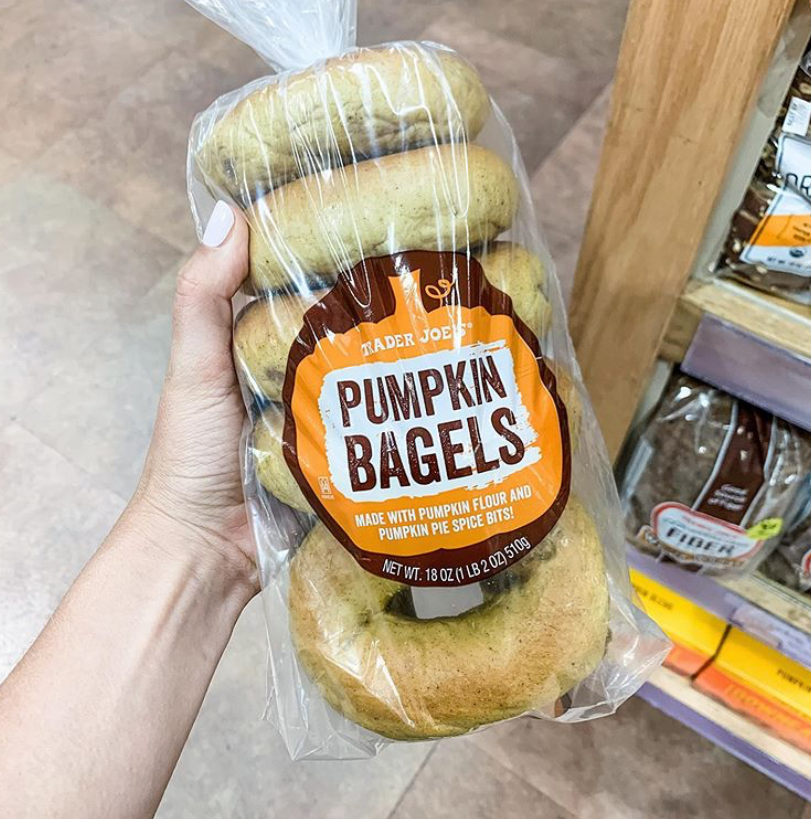 TRADER JOE'S®
PUMPKIN
BAGELS
MADE WITH PUMPKIN FLOUR AND
PUMPKIN PIE SPICE BITS!
NET WT. 18 OZ (1 LB 2 OZ) 510g
FIBER